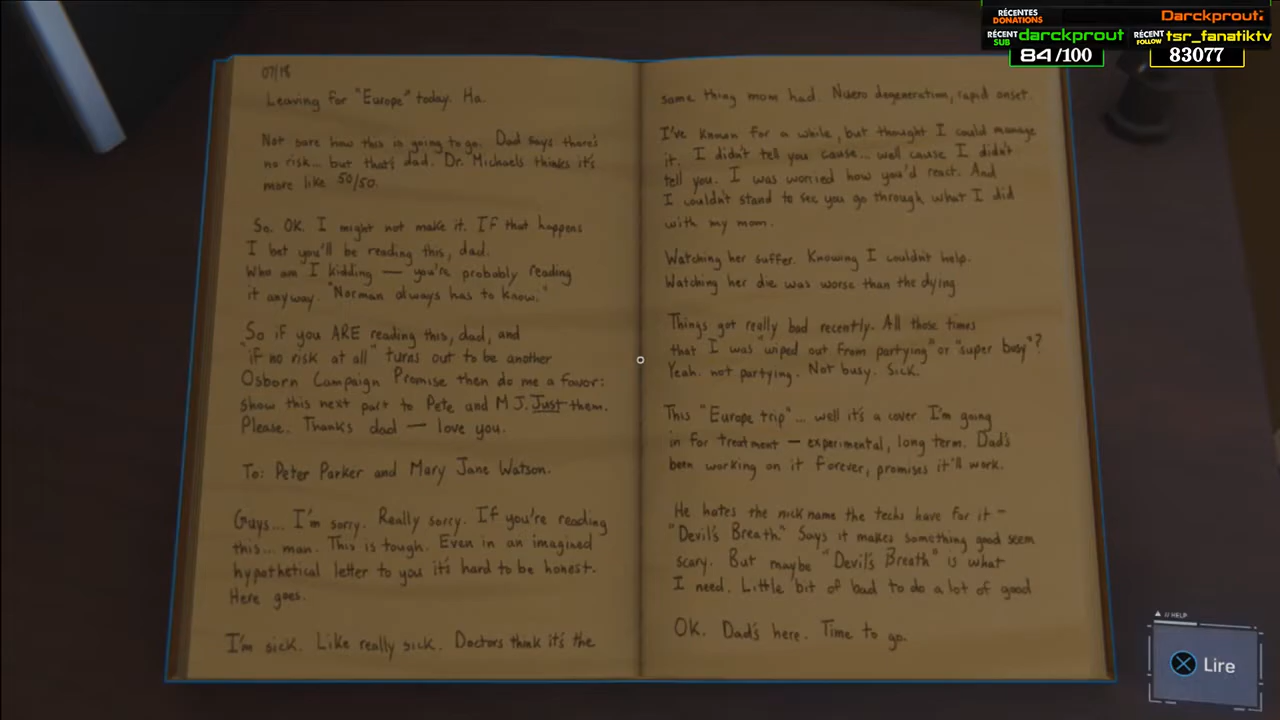 07/18
Leaving for "Europe" today. Ha.
Not sure how this is going to go. Dad says there's
no risk... but that's dad. Dr. Michaels thinks it's
more like 50/50.
So. OK. I might not make it. IF that happens
I bet you'll be reading this, dad.
Who am I kidding — you're probably reading
it anyway. "Norman always has to know."
So if you ARE reading this, dad, and
"if no risk at all" turns out to be another
Osborn Campaign Promise then do me a favor:
show this next part to Pete and MJ. Just them.
Please. Thanks dad — love you.
To: Peter Parker and Mary Jane Watson.
Guys... I'm sorry. Really sorry. If you're reading
this... man. This is tough. Even in an imagined
hypothetical letter to you it's hard to be honest.
Here goes.
I'm sick. Like really sick. Doctors think it's the
same thing mom had. Nuero degeneration, rapid onset.
I've known for a while, but thought I could manage
it. I didn't tell you cause... well cause I didn't
tell you. I was worried how you'd react. And
I couldn't stand to see you go through what I did
with my mom.
Watching her suffer. Knowing I couldn't help.
Watching her die was worse than the dying
Things got really bad recently. All those times
that I was "wiped out from partying" or "super busy"?
Yeah. not partying. Not busy. Sick.
This "Europe trip"... well it's a cover. I'm going
in for treatment — experimental, long term. Dad's
been working on it forever, promises it'll work.
He hates the nickname the techs have for it —
"Devil's Breath." Says it makes something good seem
scary. But maybe "Devil's Breath" is what
I need. Little bit of bad to do a lot of good
OK. Dad's here. Time to go.
RÉCENTES
DONATIONS
Darckprout:
RÉCENT
SUB
darckprout
RÉCENT
FOLLOW
tsr_fanatiktv
84/100
83077
// HELP
Lire